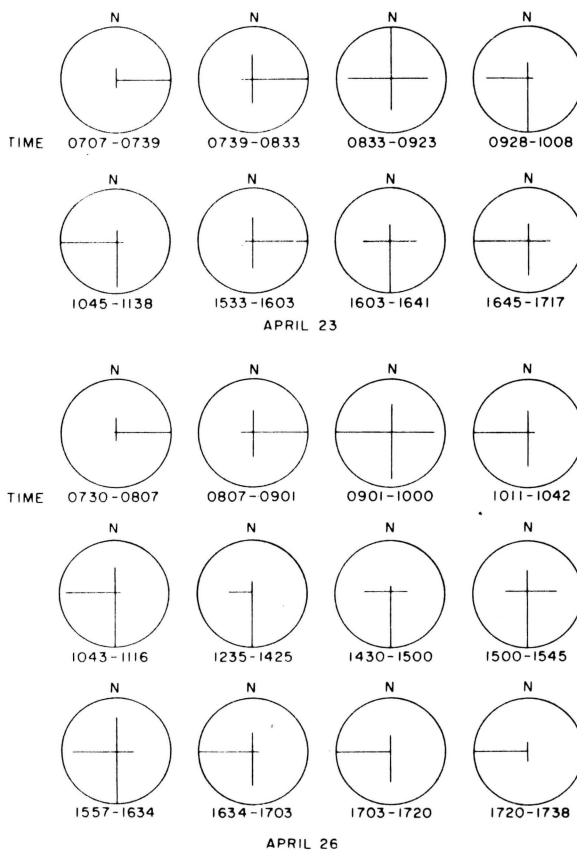 N N N N
TIME 0707-0739 0739-0833 0833-0923 0928-1008
N N N N
1045-1138 1533-1603 1603-1641 1645-1717
APRIL 23
N N N N
TIME 0730-0807 0807-0901 0901-1000 1011-1042
N N N N
1043-1116 1235-1425 1430-1500 1500-1545
N N N N
1557-1634 1634-1703 1703-1720 1720-1738
APRIL 26